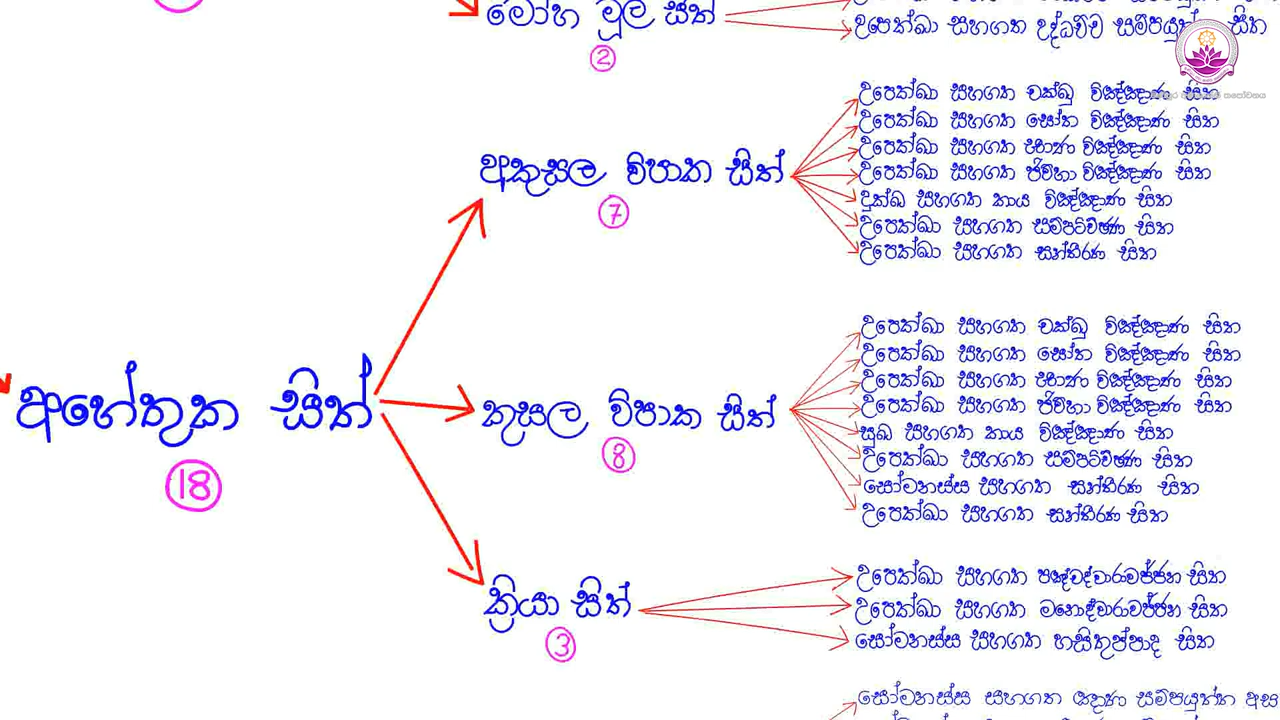 මෝහ මූල සිත්
②
උපෙක්ඛා සහගත උද්ධච්ච සම්පයුත්ත සිත
අහේතුක සිත්
⑱
අකුසල විපාක සිත්
⑦
උපෙක්ඛා සහගත චක්ඛු විඤ්ඤාණ සිත
උපෙක්ඛා සහගත සෝත විඤ්ඤාණ සිත
උපෙක්ඛා සහගත ඝාණ විඤ්ඤාණ සිත
උපෙක්ඛා සහගත ජිව්හා විඤ්ඤාණ සිත
දුක්ඛ සහගත කාය විඤ්ඤාණ සිත
උපෙක්ඛා සහගත සම්පටිච්ඡණ සිත
උපෙක්ඛා සහගත සන්තීරණ සිත
කුසල විපාක සිත්
⑧
උපෙක්ඛා සහගත චක්ඛු විඤ්ඤාණ සිත
උපෙක්ඛා සහගත සෝත විඤ්ඤාණ සිත
උපෙක්ඛා සහගත ඝාණ විඤ්ඤාණ සිත
උපෙක්ඛා සහගත ජිව්හා විඤ්ඤාණ සිත
සුඛ සහගත කාය විඤ්ඤාණ සිත
උපෙක්ඛා සහගත සම්පටිච්ඡණ සිත
සෝමනස්ස සහගත සන්තීරණ සිත
උපෙක්ඛා සහගත සන්තීරණ සිත
ක්‍රියා සිත්
③
උපෙක්ඛා සහගත පඤ්චද්වාරාවජ්ජන සිත
උපෙක්ඛා සහගත මනොද්වාරාවජ්ජන සිත
සෝමනස්ස සහගත හසිතුප්පාද සිත
සෝමනස්ස සහගත ඤාණ සම්පයුත්ත අස